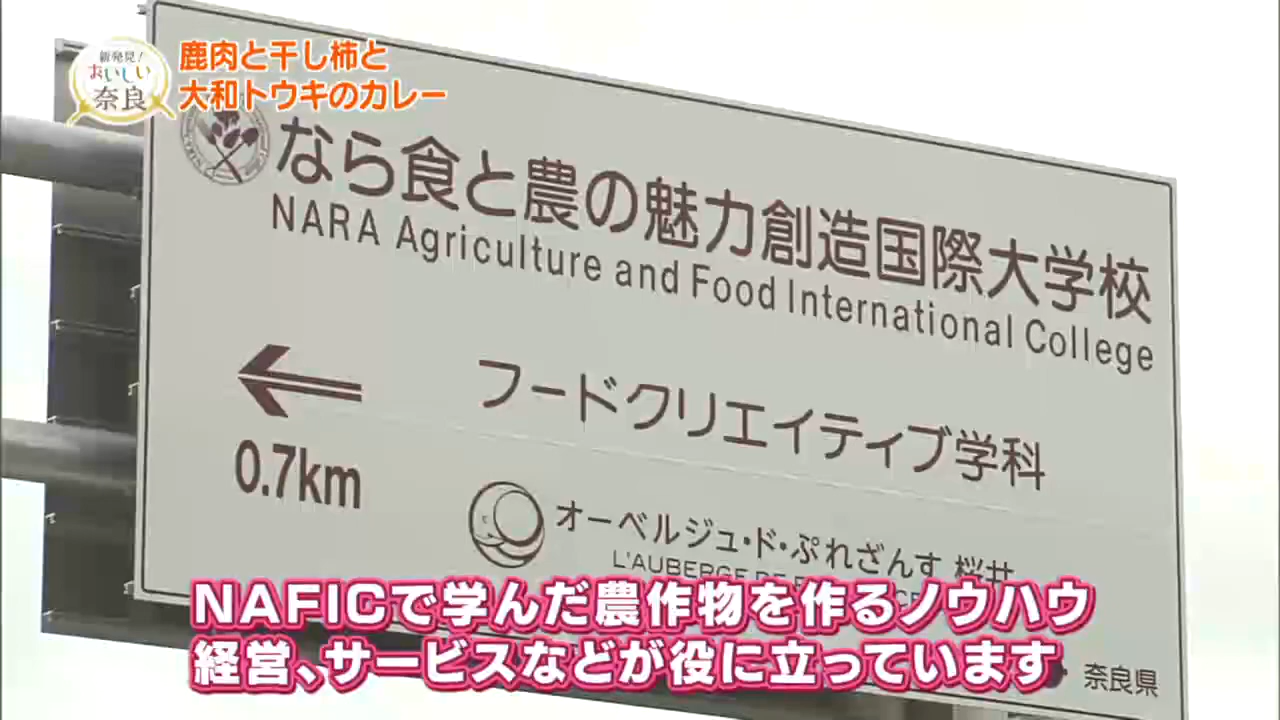 新発見!
おいしい
奈良
鹿肉と干し柿と
大和トウキのカレー
なら食と農の魅力創造国際大学校
NARA Agriculture and Food International College
フードクリエイティブ学科
0.7km
オーベルジュ・ド・ぷれざんす 桜井
L'AUBERGE DE
NAFICで学んだ農作物を作るノウハウ
経営、サービスなどが役に立っています
奈良県